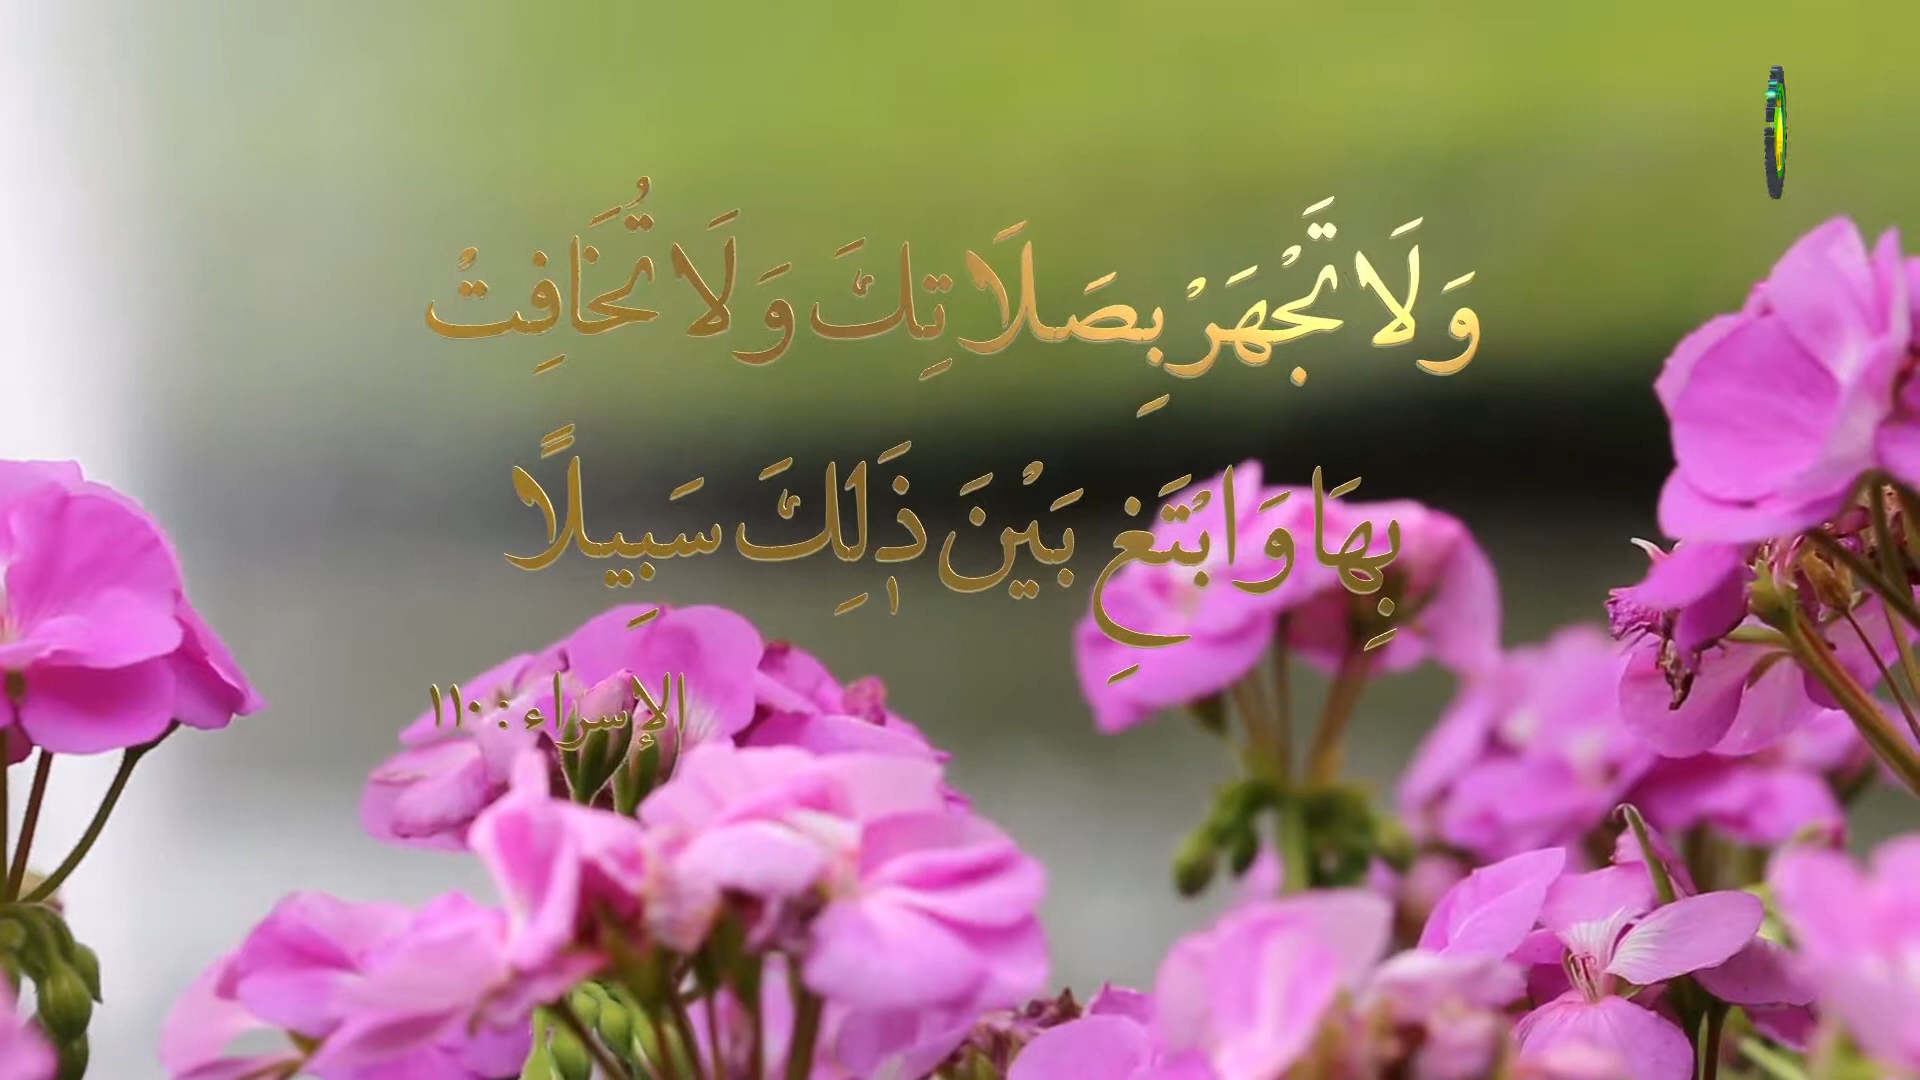 وَلَا تَجْهَرْ بِصَلَاتِكَ وَلَا تُخَافِتْ
بِهَا وَابْتَغِ بَيْنَ ذَٰلِكَ سَبِيلًا
الإسراء : ١١٠